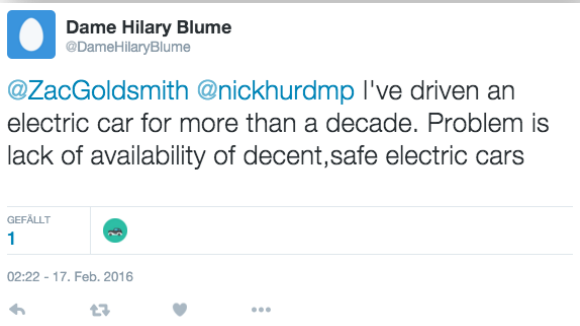 Dame Hilary Blume
@DameHilaryBlume
@ZacGoldsmith @nickhurdmp I've driven an
electric car for more than a decade. Problem is
lack of availability of decent,safe electric cars
GEFÄLLT
1
02:22 - 17. Feb. 2016